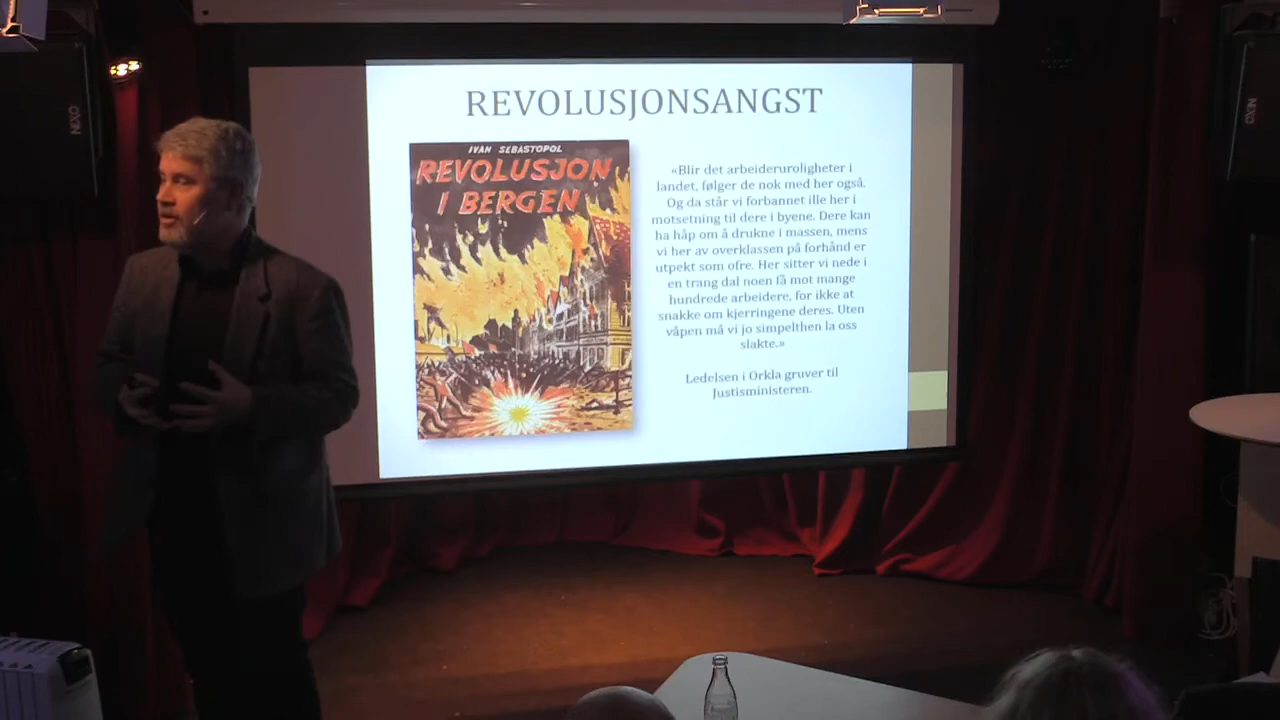 REVOLUSJONSANGST
IVAN SEBASTOPOL
REVOLUSJON
I BERGEN
«Blir det arbeideruroligheter i
landet, følger de nok med her også.
Og da står vi forbannet ille her i
motsetning til dere i byene. Dere kan
ha håp om å drukne i massen, mens
vi her av overklassen på forhånd er
utpekt som ofre. Her sitter vi nede i
en trang dal noen få mot mange
hundrede arbeidere, for ikke at
snakke om kjerringene deres. Uten
våpen må vi jo simpelthen la oss
slakte.»
Ledelsen i Orkla gruver til
Justisministeren.
NEXO
NEXO